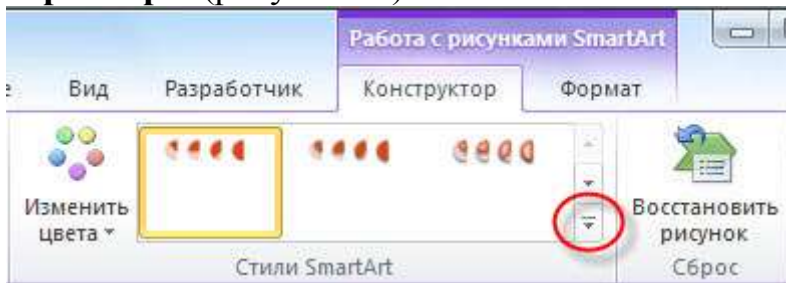 Работа с рисунками SmartArt
Вид Разработчик Конструктор Формат
Изменить цвета
Восстановить рисунок
Стили SmartArt Сброс